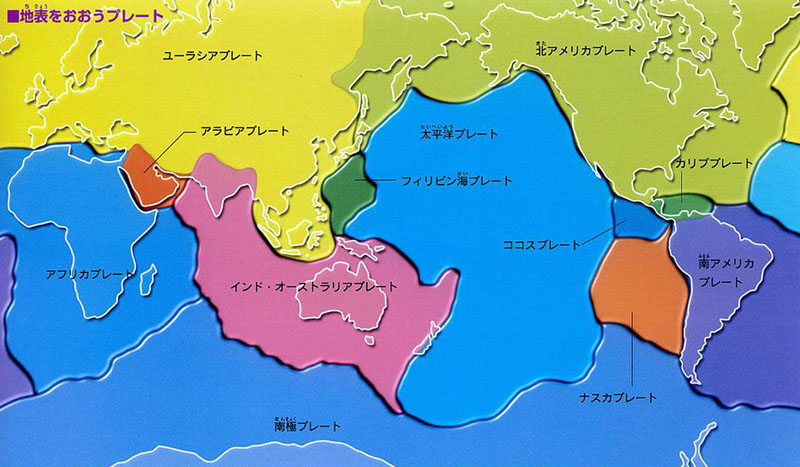 ■地表をおおうプレート
ユーラシアプレート
北アメリカプレート
アラビアプレート
太平洋プレート
カリブプレート
フィリピン海プレート
ココスプレート
アフリカプレート
インド・オーストラリアプレート
南アメリカ
プレート
ナスカプレート
南極プレート